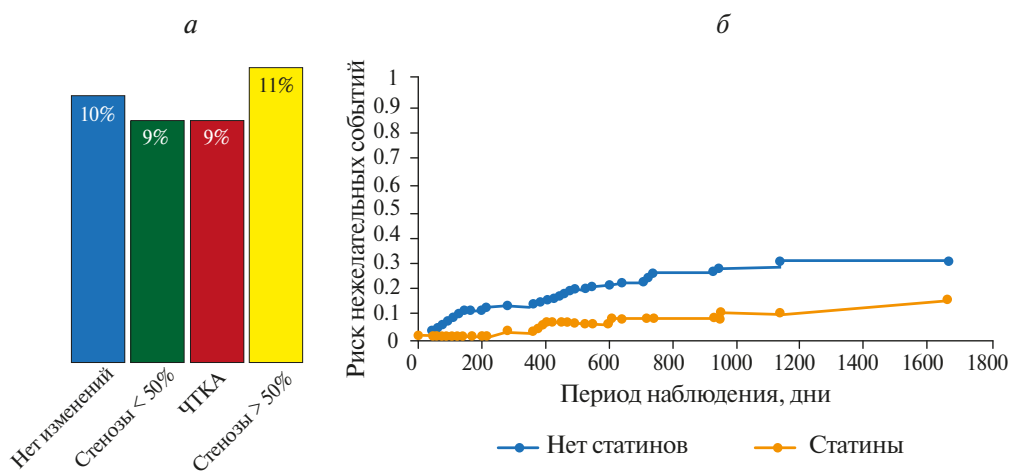 а
10%
9%
9%
11%
Нет изменений
Стенозы < 50%
ЧТКА
Стенозы > 50%
б
Риск нежелательных событий
1
0.9
0.8
0.7
0.6
0.5
0.4
0.3
0.2
0.1
0
0 200 400 600 800 1000 1200 1400 1600 1800
Период наблюдения, дни
Нет статинов Статины